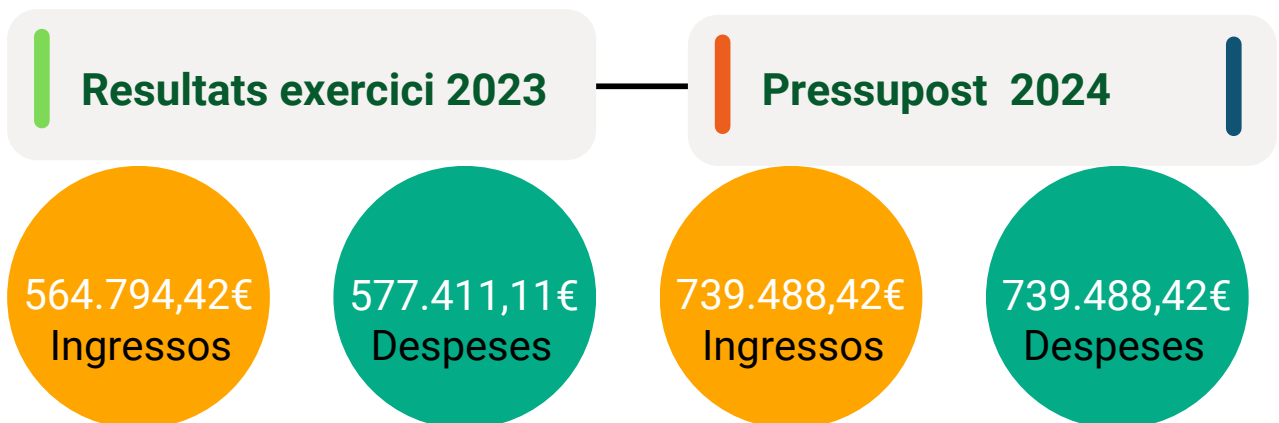 Resultats exercici 2023
Pressupost 2024
564.794,42€
Ingressos
577.411,11€
Despeses
739.488,42€
Ingressos
739.488,42€
Despeses